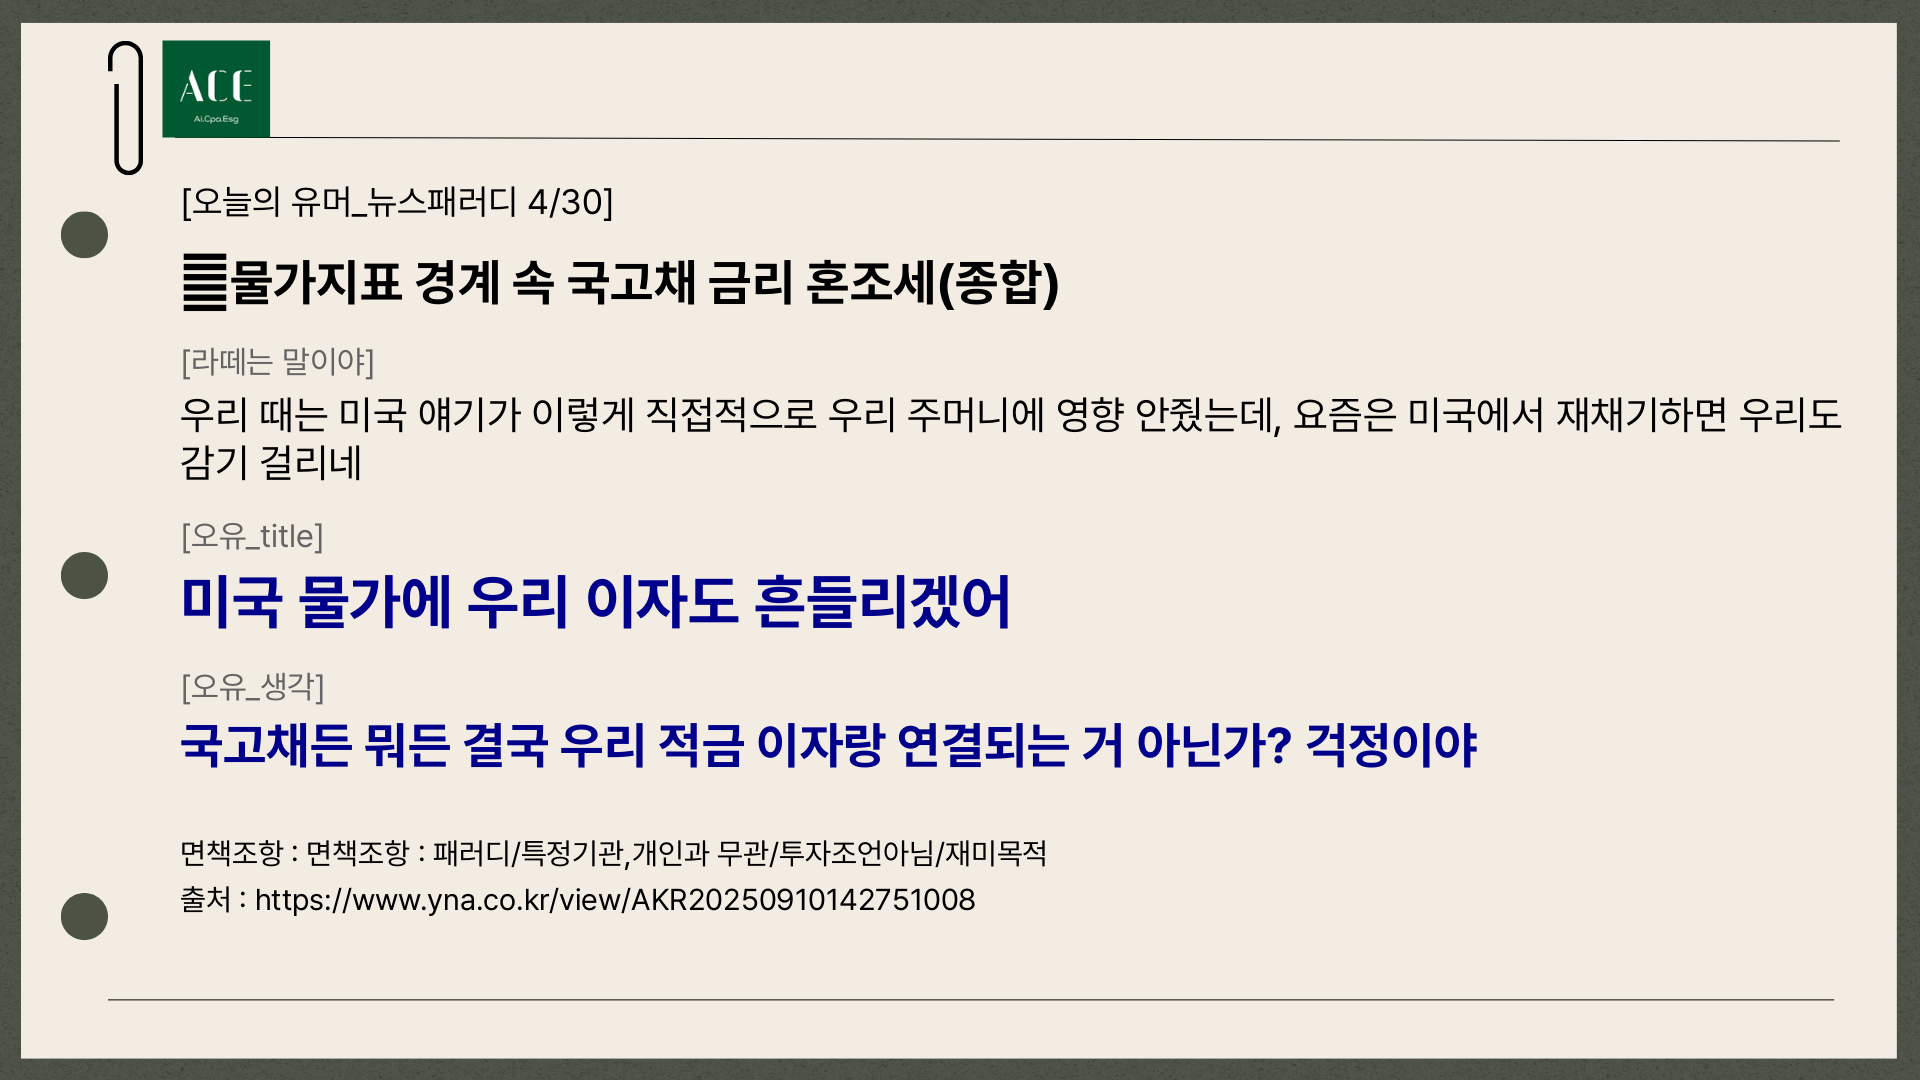 ACE
Ai.Cpa.Esg
[오늘의 유머_뉴스패러디 4/30]
䷀물가지표 경계 속 국고채 금리 혼조세(종합)
[라떼는 말이야]
우리 때는 미국 얘기가 이렇게 직접적으로 우리 주머니에 영향 안줬는데, 요즘은 미국에서 재채기하면 우리도
감기 걸리네
[오유_title]
미국 물가에 우리 이자도 흔들리겠어
[오유_생각]
국고채든 뭐든 결국 우리 적금 이자랑 연결되는 거 아닌가? 걱정이야
면책조항 : 면책조항 : 패러디/특정기관,개인과 무관/투자조언아님/재미목적
출처 : https://www.yna.co.kr/view/AKR20250910142751008